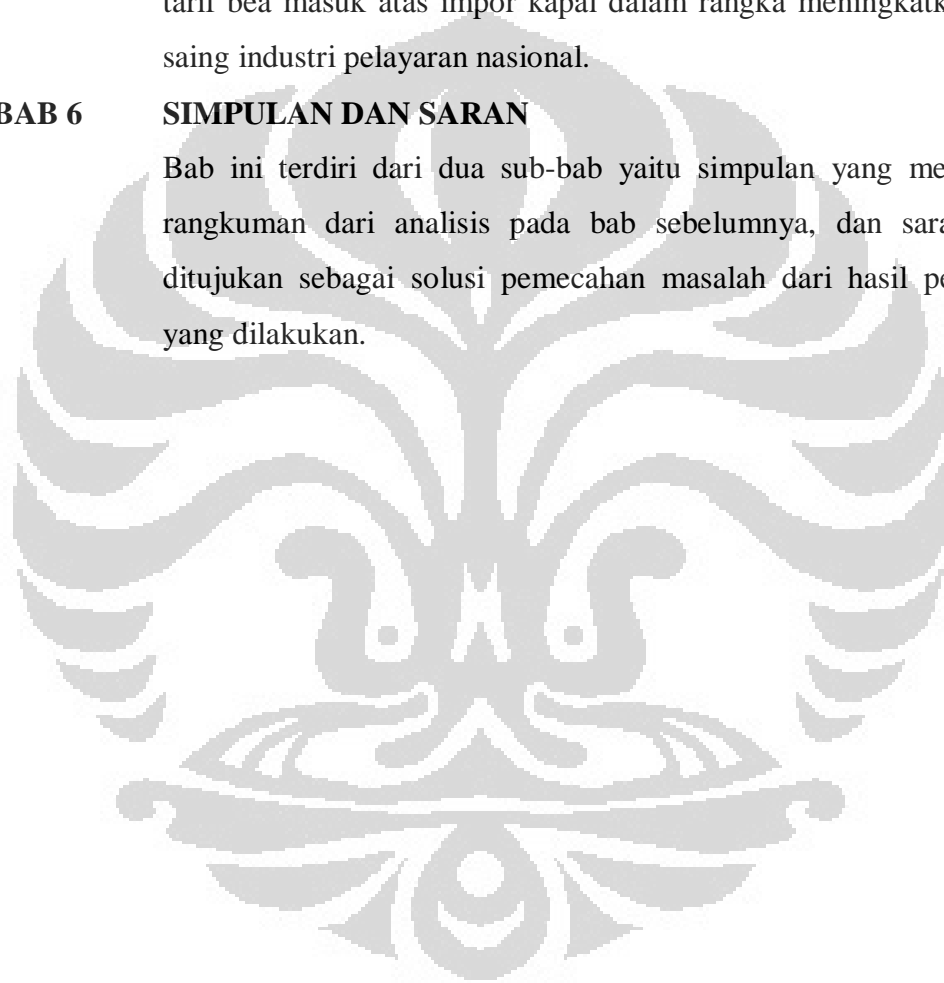 tarif bea masuk atas impor kapal dalam rangka meningkatk
saing industri pelayaran nasional.
BAB 6 SIMPULAN DAN SARAN
Bab ini terdiri dari dua sub-bab yaitu simpulan yang me
rangkuman dari analisis pada bab sebelumnya, dan sara
ditujukan sebagai solusi pemecahan masalah dari hasil pe
yang dilakukan.